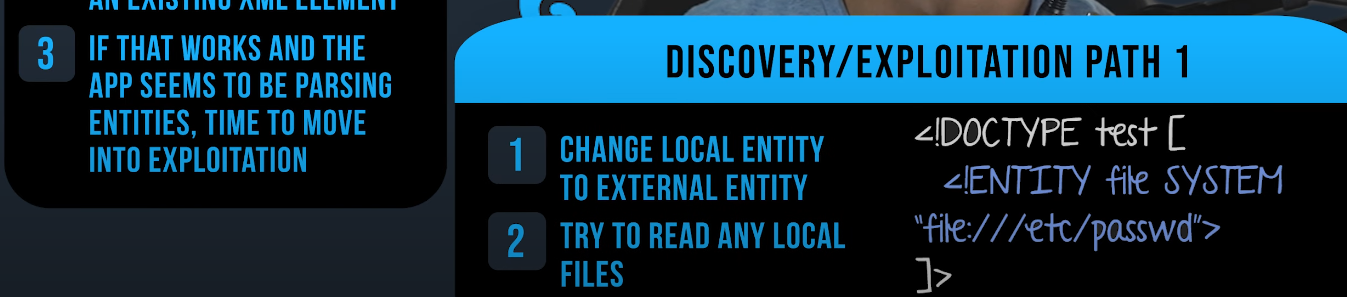 AN EXISTING XML ELEMENT
3
IF THAT WORKS AND THE
APP SEEMS TO BE PARSING
ENTITIES, TIME TO MOVE
INTO EXPLOITATION
DISCOVERY/EXPLOITATION PATH 1
1
CHANGE LOCAL ENTITY
TO EXTERNAL ENTITY
2
TRY TO READ ANY LOCAL
FILES
<!DOCTYPE test [
<!ENTITY file SYSTEM
"file:///etc/passwd">
]>